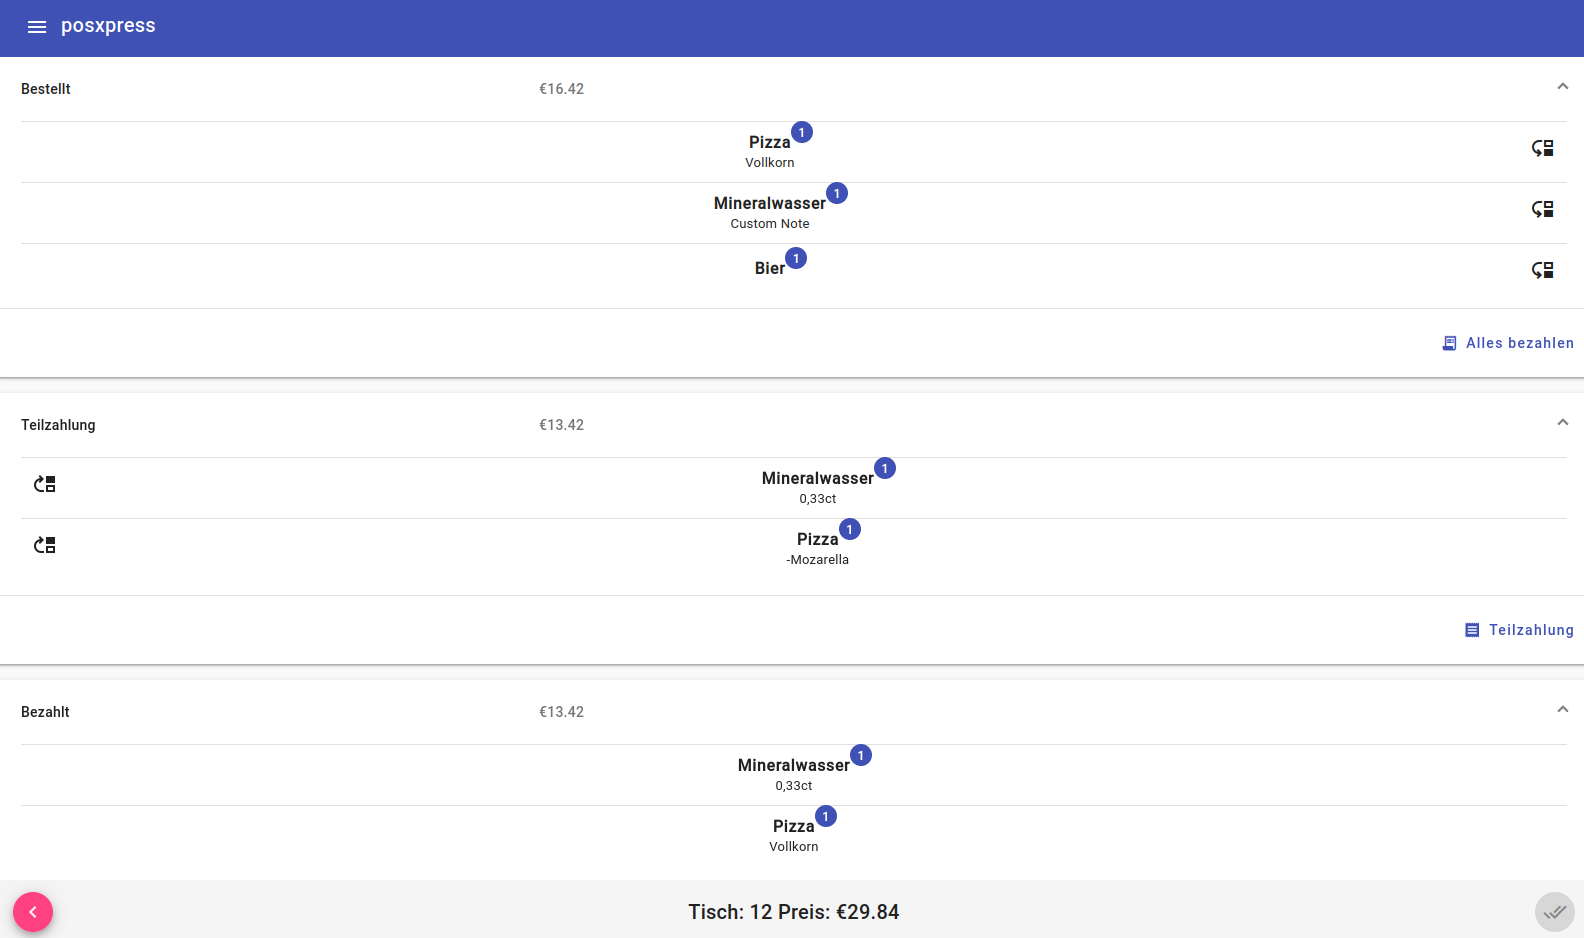 posxpress
Bestellt €16.42
Pizza 1
Vollkorn
Mineralwasser 1
Custom Note
Bier 1
Alles bezahlen
Teilzahlung €13.42
Mineralwasser 1
0,33ct
Pizza 1
-Mozarella
Teilzahlung
Bezahlt €13.42
Mineralwasser 1
0,33ct
Pizza 1
Vollkorn
Tisch: 12 Preis: €29.84